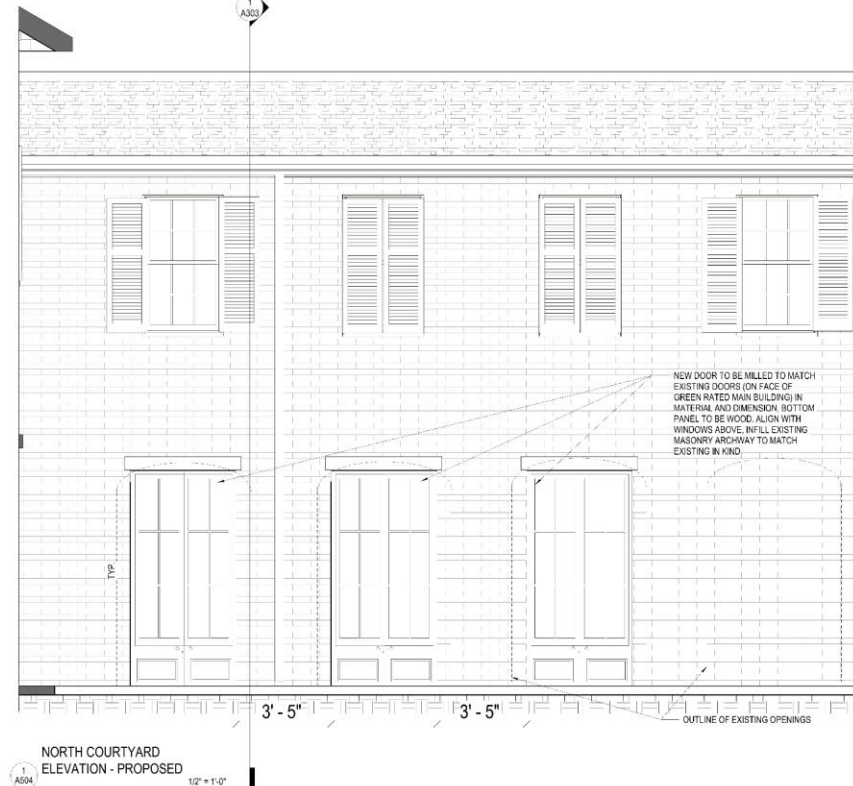 1
A303
NEW DOOR TO BE MILLED TO MATCH
EXISTING DOORS (ON FACE OF
GREEN RATED MAIN BUILDING) IN
MATERIAL AND DIMENSION. BOTTOM
PANEL TO BE WOOD. ALIGN WITH
WINDOWS ABOVE. INFILL EXISTING
MASONRY ARCHWAY TO MATCH
EXISTING IN KIND.
TYP
3' - 5"
3' - 5"
OUTLINE OF EXISTING OPENINGS
NORTH COURTYARD
ELEVATION - PROPOSED
1
A504
1/2" = 1'-0"